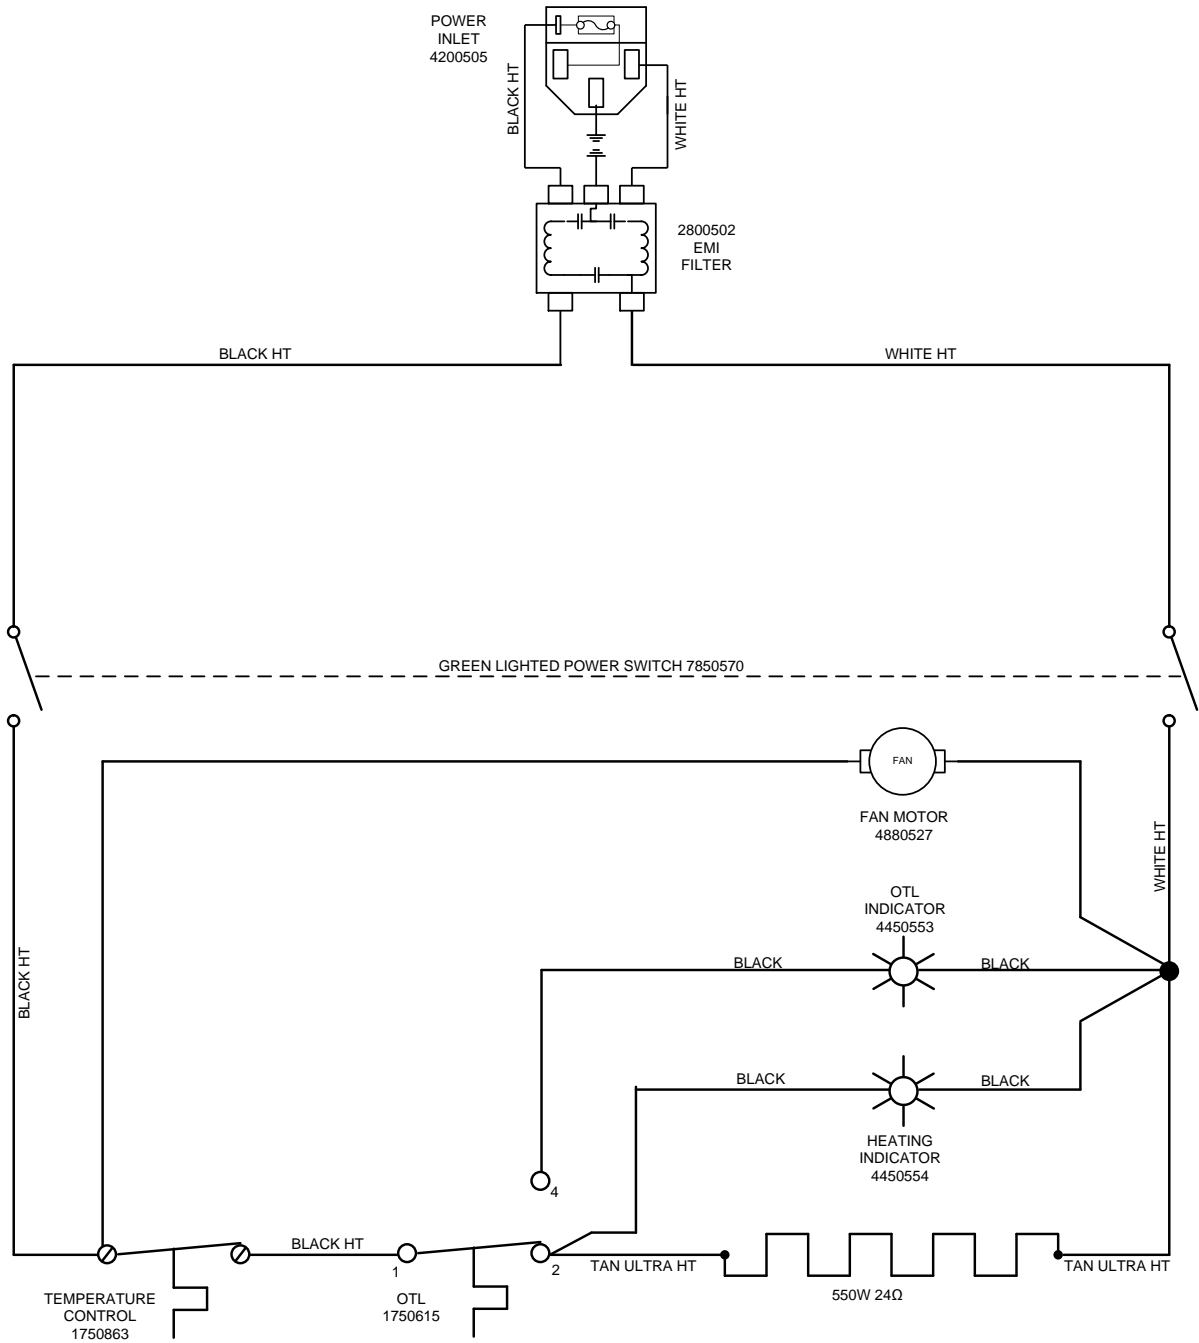 POWER
INLET
4200505
BLACK HT
WHITE HT
2800502
EMI
FILTER
BLACK HT
WHITE HT
GREEN LIGHTED POWER SWITCH 7850570
FAN
FAN MOTOR
4880527
WHITE HT
OTL
INDICATOR
4450553
BLACK
BLACK
BLACK HT
BLACK
BLACK
HEATING
INDICATOR
4450554
4
BLACK HT
1
2
TAN ULTRA HT
TAN ULTRA HT
550W 24Ω
TEMPERATURE
CONTROL
1750863
OTL
1750615